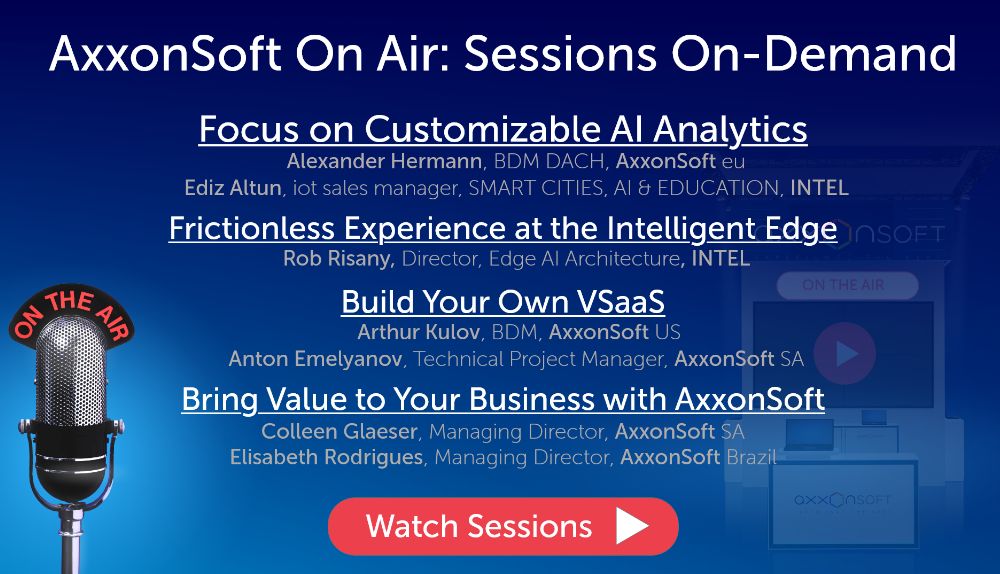 AxxonSoft On Air: Sessions On-Demand
Focus on Customizable AI Analytics
Alexander Hermann, BDM DACH, AxxonSoft eu
Ediz Altun, iot sales manager, SMART CITIES, AI & EDUCATION, INTEL
Frictionless Experience at the Intelligent Edge
axxonsoft
Rob Risany, Director, Edge AI Architecture, INTEL
ON THE AIR
ON THE AIR
Build Your Own VSaaS
Arthur Kulov, BDM, AxxonSoft US
Anton Emelyanov, Technical Project Manager, AxxonSoft SA
Bring Value to Your Business with AxxonSoft
Colleen Glaeser, Managing Director, AxxonSoft SA
Elisabeth Rodrigues, Managing Director, AxxonSoft Brazil
axxonsoft
Watch Sessions